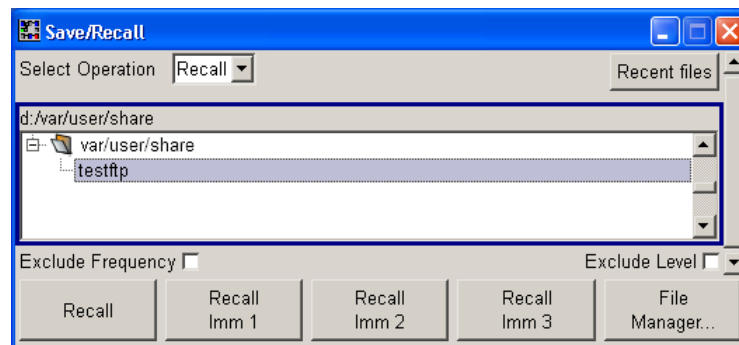 Save/Recall
Select Operation Recall Recent files
d:/var/user/share
var/user/share
testftp
Exclude Frequency Exclude Level
Recall Recall Imm 1 Recall Imm 2 Recall Imm 3 File Manager...